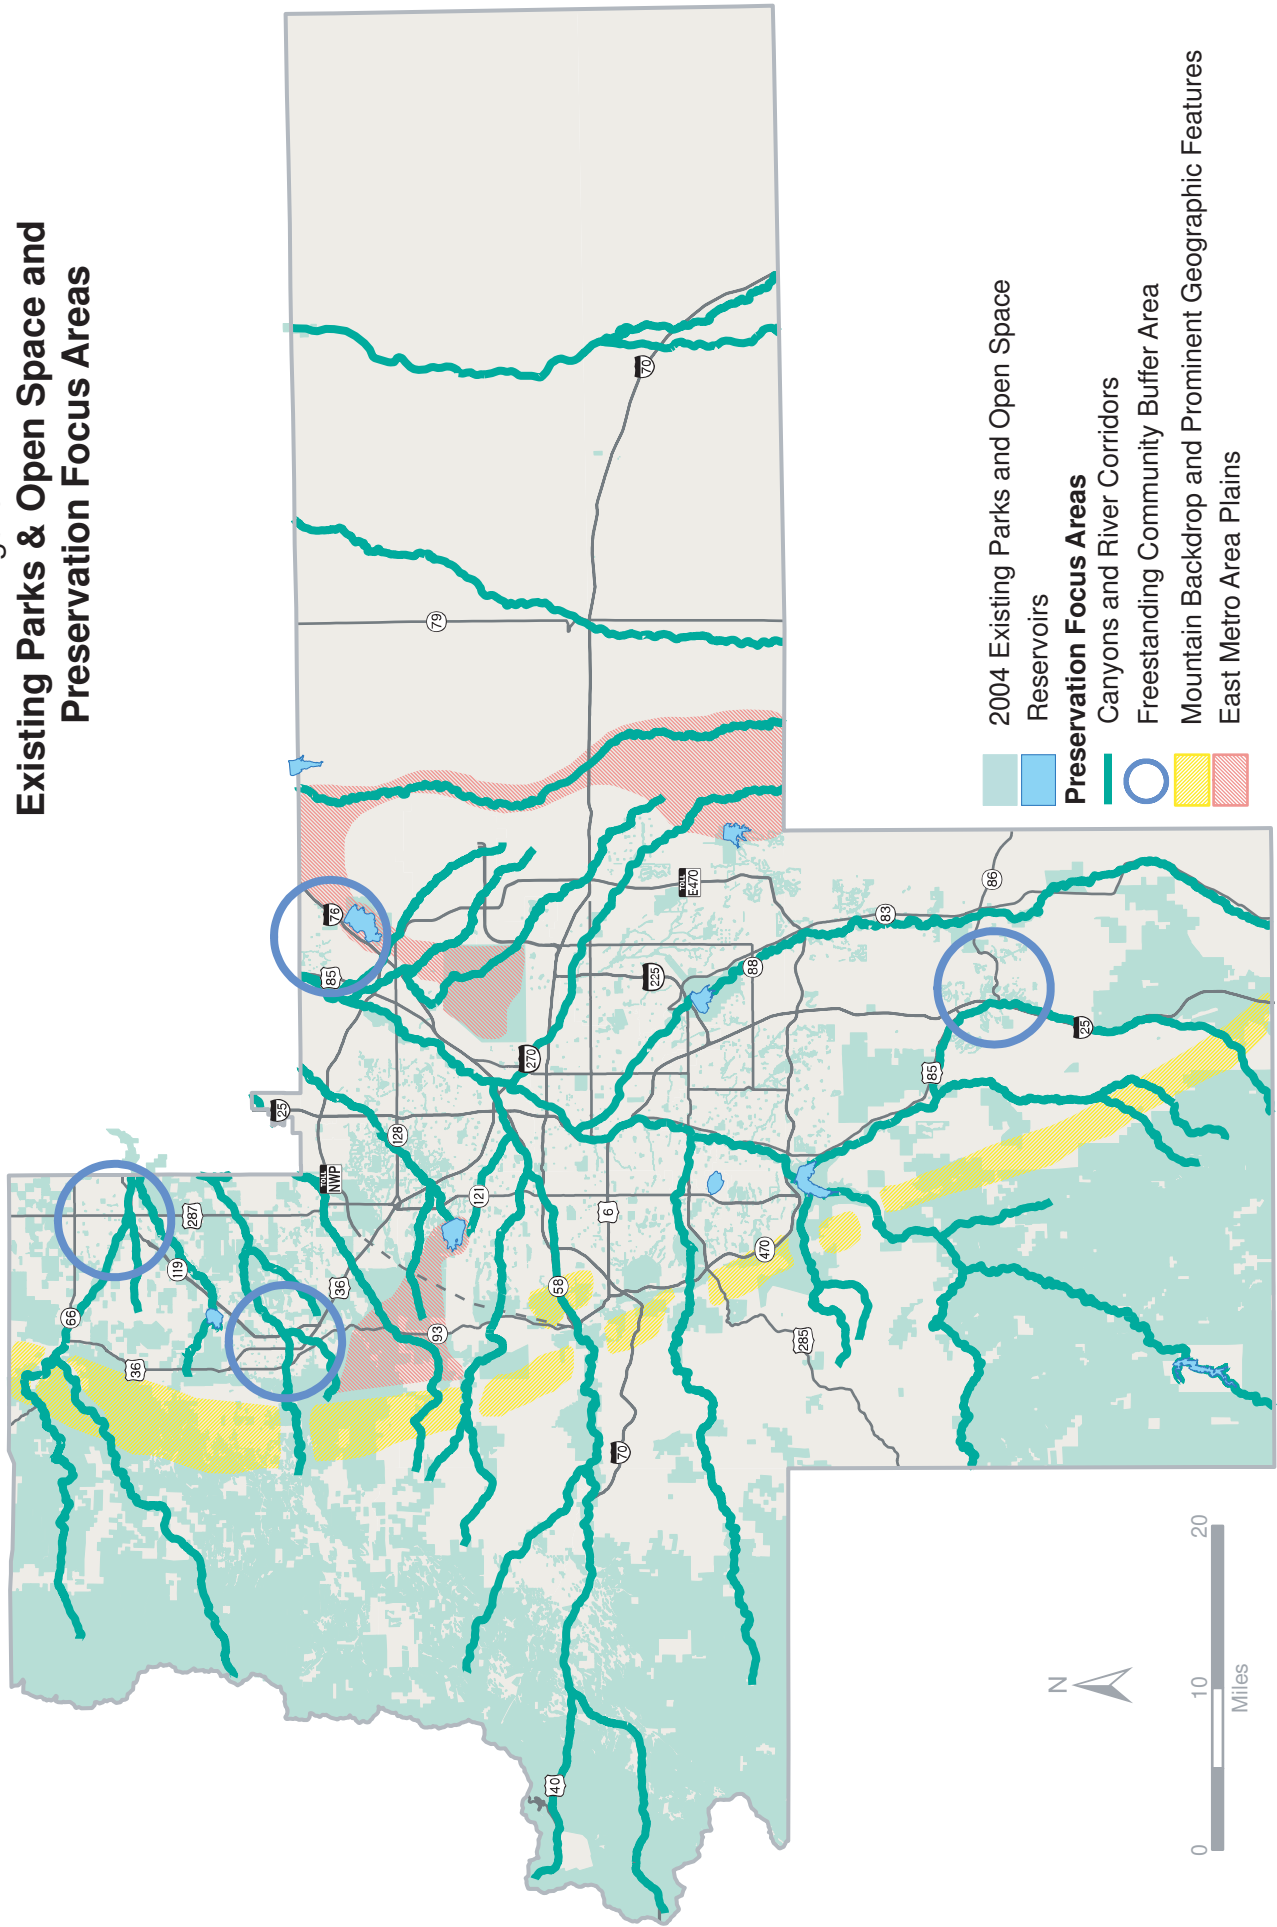 Existing Parks & Open Space and
Preservation Focus Areas
2004 Existing Parks and Open Space
Reservoirs
Preservation Focus Areas
Canyons and River Corridors
Freestanding Community Buffer Area
Mountain Backdrop and Prominent Geographic Features
East Metro Area Plains
66
36
119
287
36
93
TOLL
NWP
128
121
25
85
76
79
70
270
58
6
40
70
225
TOLL
E470
88
470
285
83
86
85
25
N
0
10
20
Miles